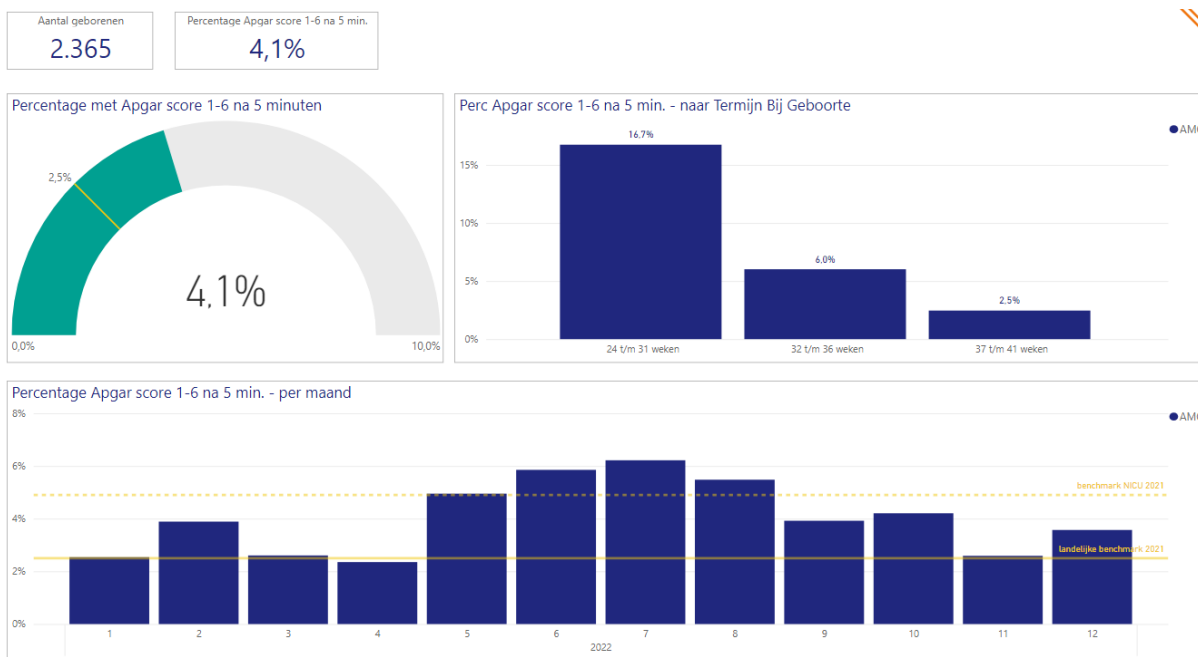 Aantal geborenen
2.365
Percentage Apgar score 1-6 na 5 min.
4,1%
Percentage met Apgar score 1-6 na 5 minuten
2,5%
4,1%
0,0%
10,0%
Perc Apgar score 1-6 na 5 min. - naar Termijn Bij Geboorte
AMC
16.7%
15%
10%
6.0%
5%
2.5%
0%
24 t/m 31 weken
32 t/m 36 weken
37 t/m 41 weken
Percentage Apgar score 1-6 na 5 min. - per maand
8%
AMC
6%
benchmark NICU 2021
4%
landelijke benchmark 2021
2%
0%
1 2 3 4 5 6 7 8 9 10 11 12
2022